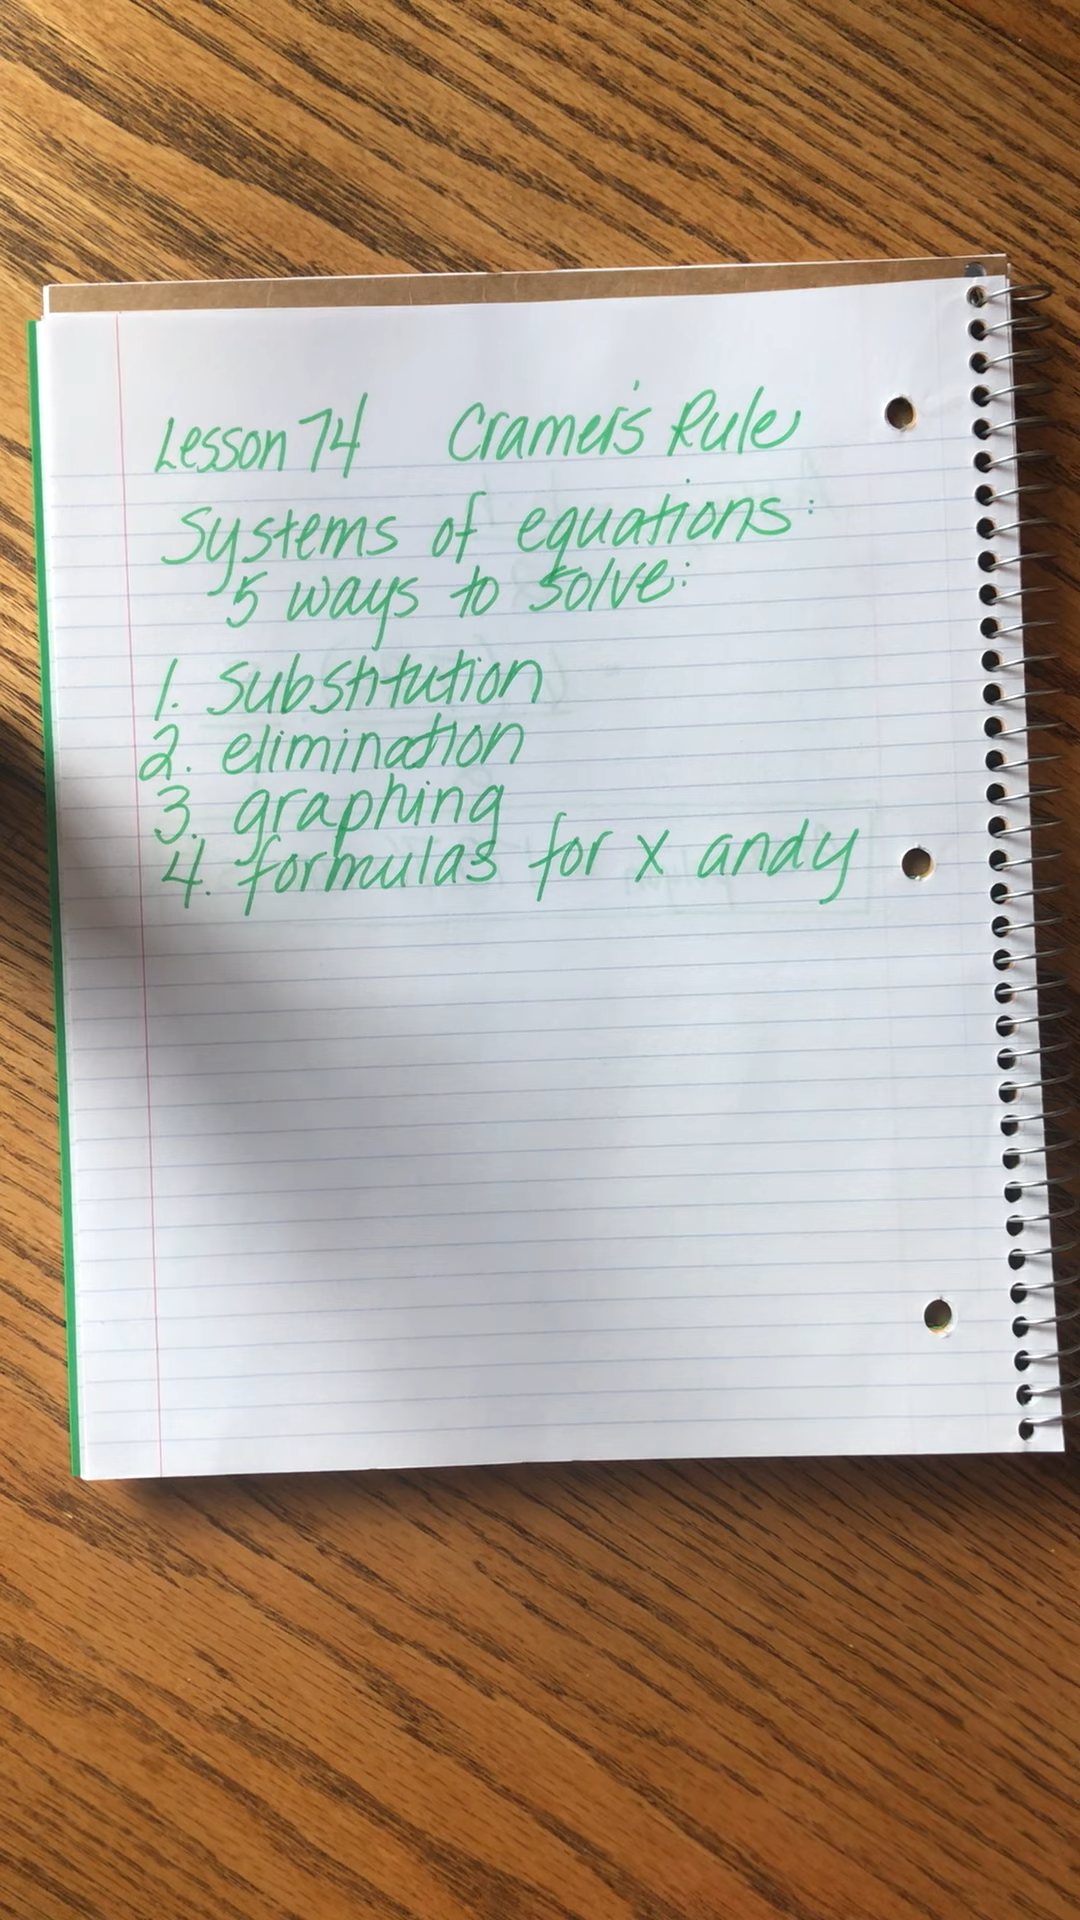 Lesson 74 Cramer's Rule
Systems of equations:
5 ways to solve:
1. substitution
2. elimination
3. graphing
4. formulas for x and y